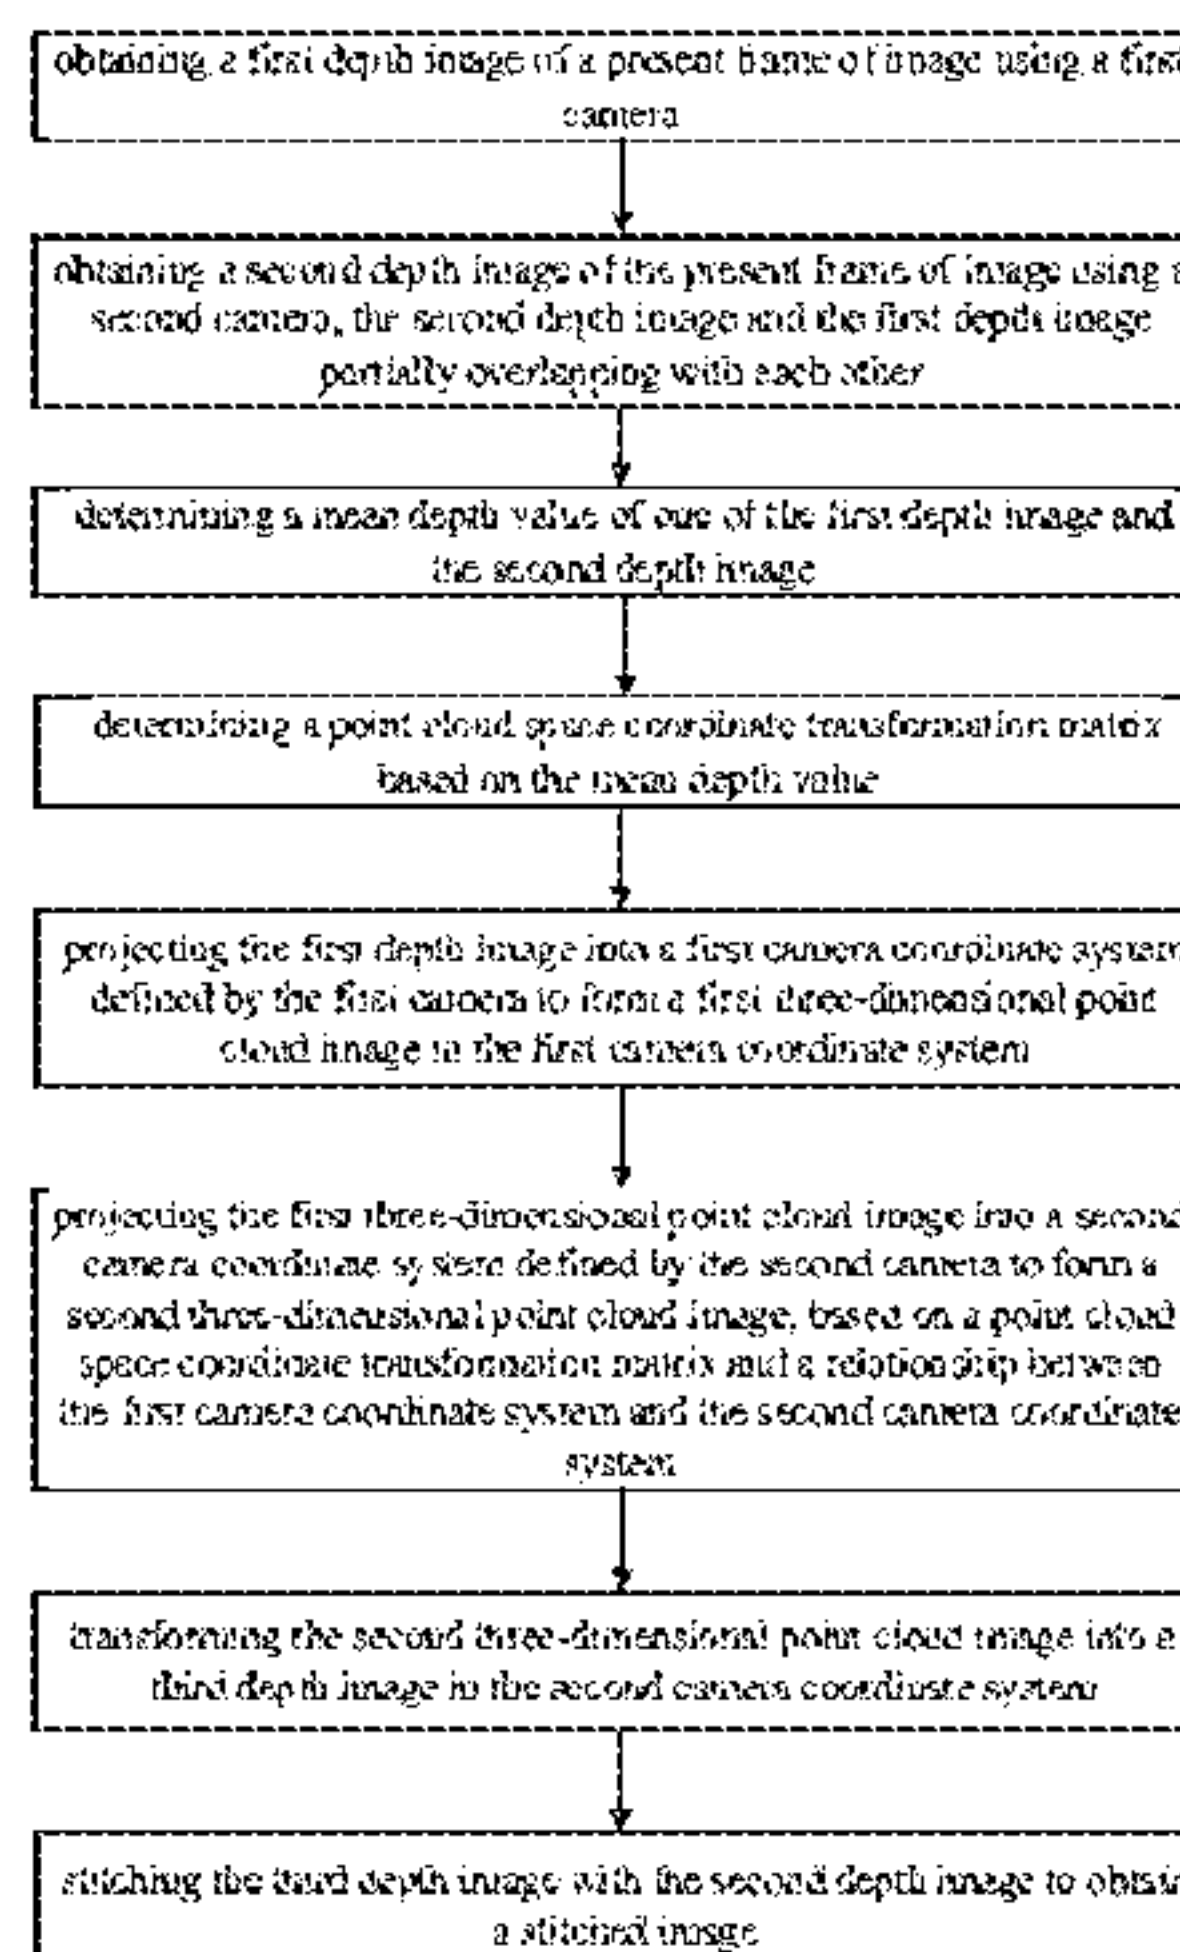 obtaining a first depth image of a present frame of image using a first
camera
obtaining a second depth image of the present frame of image using a
second camera, the second depth image and the first depth image
partially overlapping with each other
determining a mean depth value of one of the first depth image and
the second depth image
determining a point cloud space coordinate transformation matrix
based on the mean depth value
projecting the first depth image into a first camera coordinate system
defined by the first camera to form a first three-dimensional point
cloud image in the first camera coordinate system
projecting the first three-dimensional point cloud image into a second
camera coordinate system defined by the second camera to form a
second three-dimensional point cloud image, based on a point cloud
space coordinate transformation matrix and a relationship between
the first camera coordinate system and the second camera coordinate
system
transforming the second three-dimensional point cloud image into a
third depth image in the second camera coordinate system
stitching the third depth image with the second depth image to obtain
a stitched image